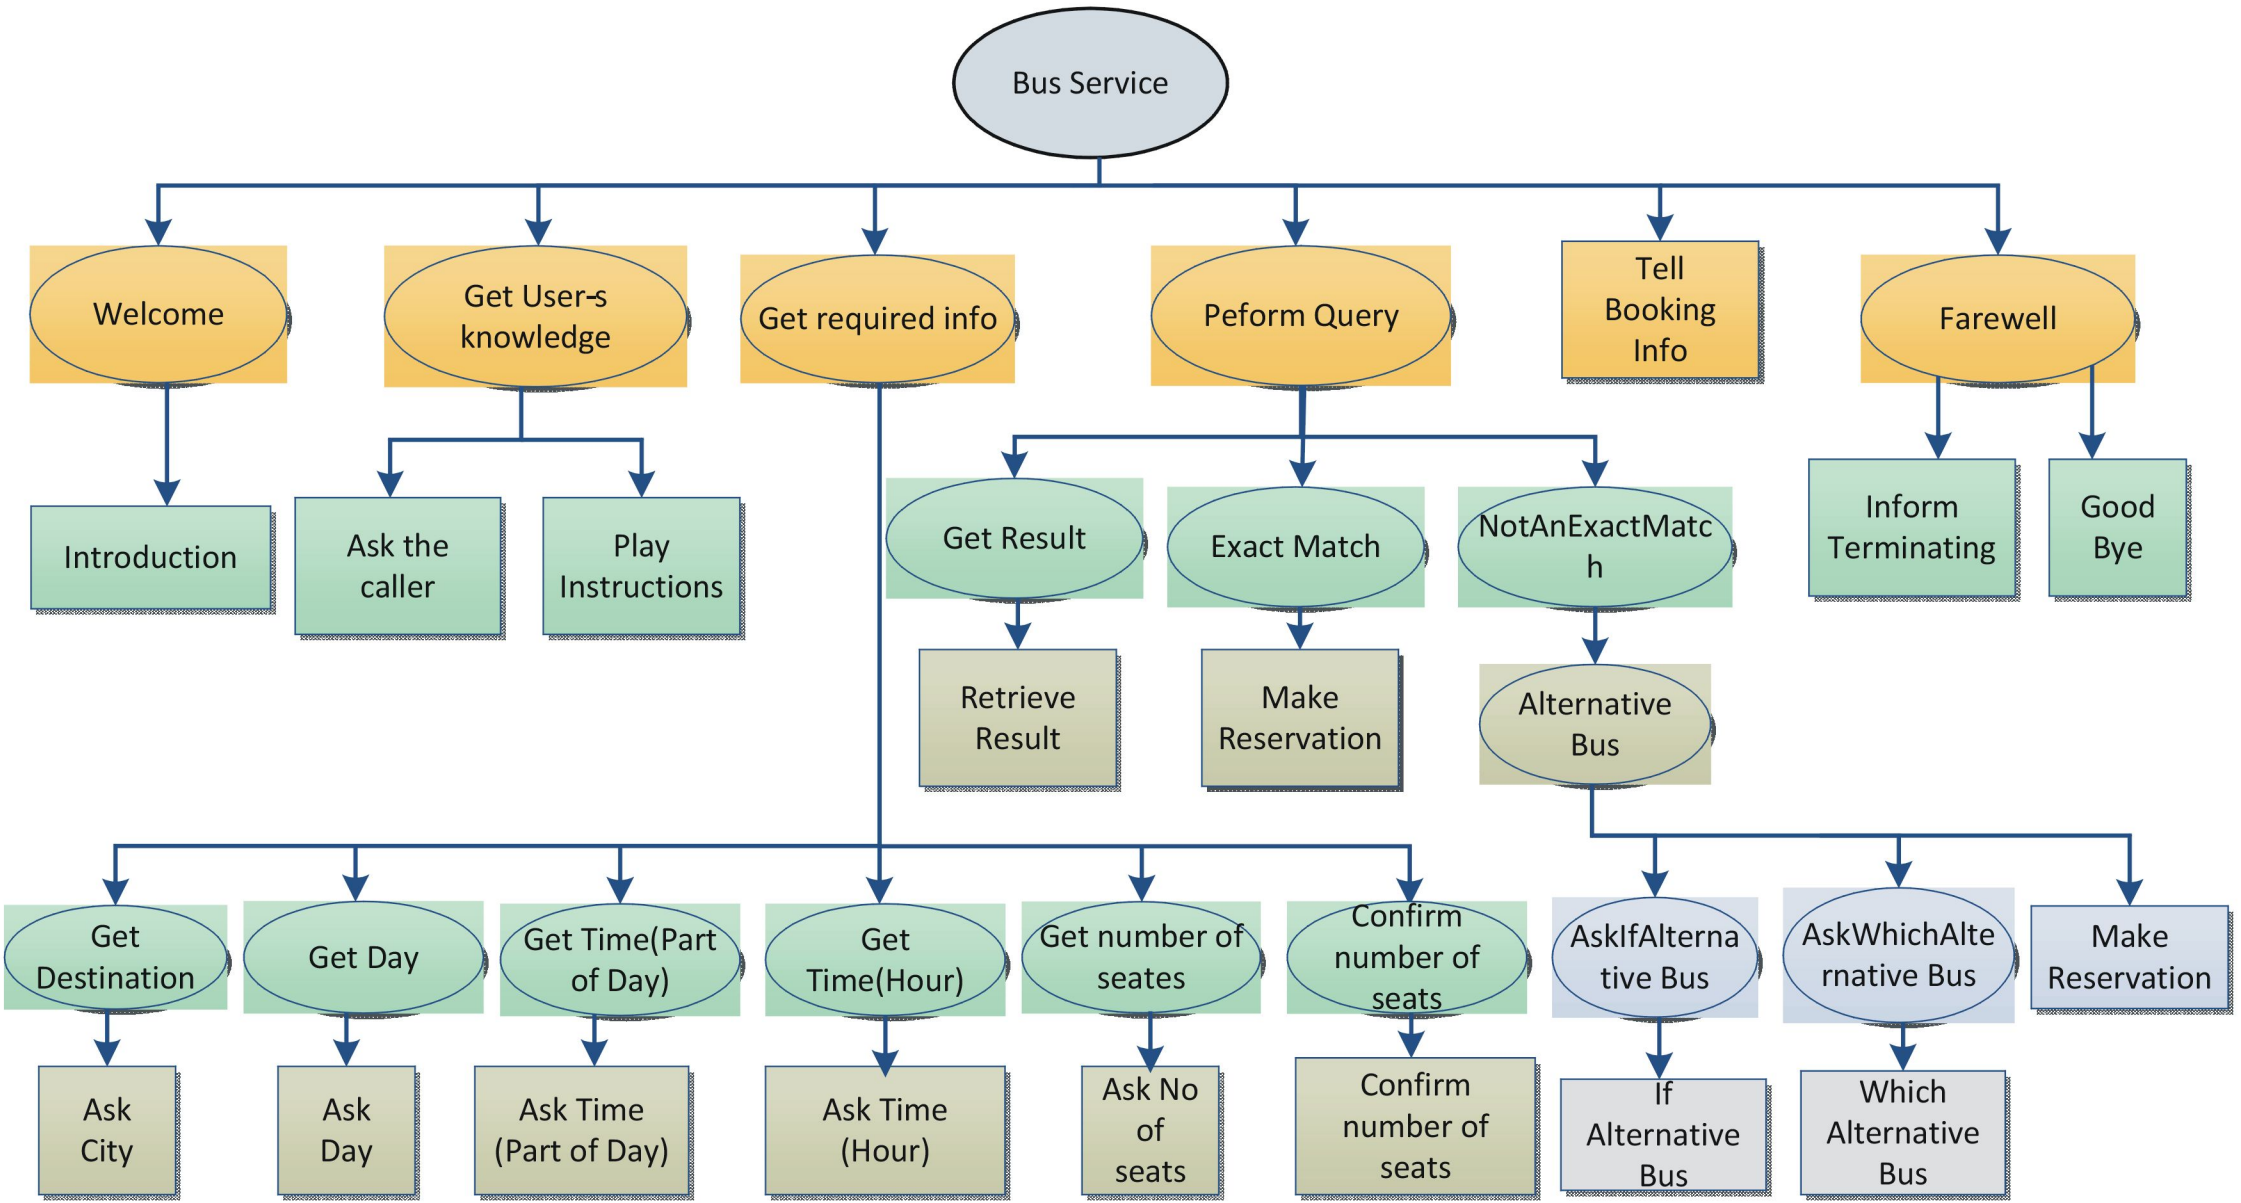 Bus Service
Welcome
Get User-s
knowledge
Get required info
Peform Query
Tell
Booking
Info
Farewell
Introduction
Ask the
caller
Play
Instructions
Get Result
Exact Match
NotAnExactMatc
h
Inform
Terminating
Good
Bye
Retrieve
Result
Make
Reservation
Alternative
Bus
Get
Destination
Get Day
Get Time(Part
of Day)
Get
Time(Hour)
Get number of
seates
Confirm
number of
seats
AskIfAlterna
tive Bus
AskWhichAlte
rnative Bus
Make
Reservation
Ask
City
Ask
Day
Ask Time
(Part of Day)
Ask Time
(Hour)
Ask No
of
seats
Confirm
number of
seats
If
Alternative
Bus
Which
Alternative
Bus